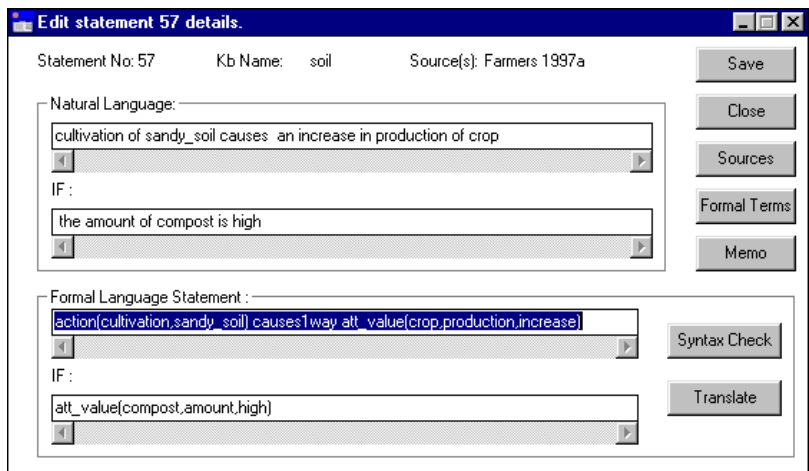 Edit statement 57 details.
Statement No: 57 Kb Name: soil Source(s): Farmers 1997a
Save
Natural Language:
Close
cultivation of sandy_soil causes  an increase in production of crop
Sources
IF :
Formal Terms
the amount of compost is high
Memo
Formal Language Statement :
action(cultivation,sandy_soil) causes1way att_value(crop,production,increase)
Syntax Check
IF :
Translate
att_value(compost,amount,high)